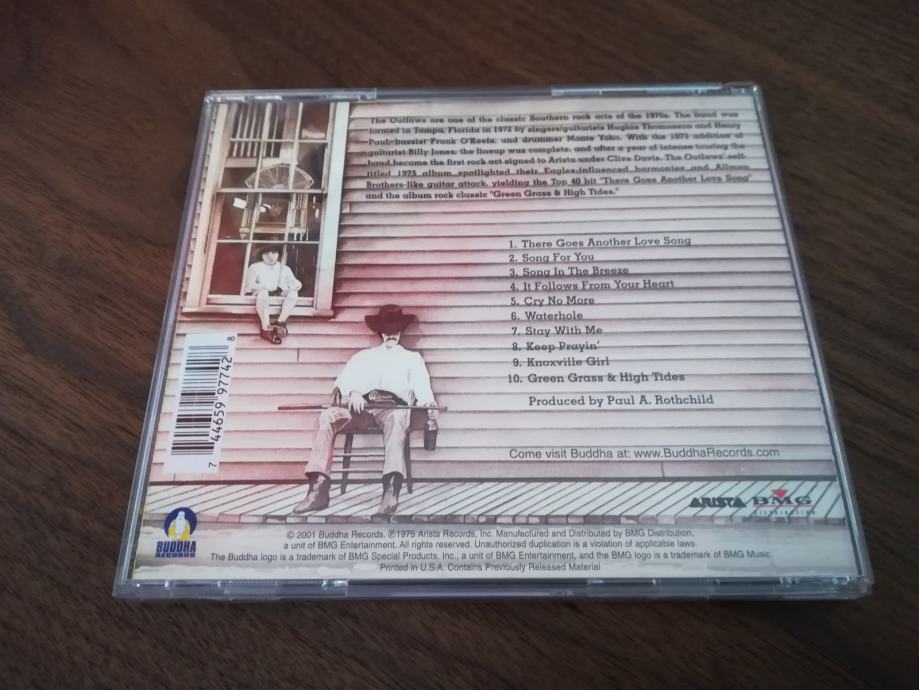 The Outlaws are one of the classic Southern rock acts of the 1970s. The band was
formed in Tampa, Florida in 1972 by singers/guitarists Hughie Thomasson and Henry
Paul, bassist Frank O'Keefe, and drummer Monte Yoho. With the 1973 addition of
guitarist Billy Jones, the lineup was complete, and after a year of intense touring the
band became the first rock act signed to Arista under Clive Davis. The Outlaws' self-
titled 1975 album spotlighted their Eagles-influenced harmonies and Allman
Brothers-like guitar attack, yielding the Top 40 hit "There Goes Another Love Song"
and the album rock classic "Green Grass & High Tides."
1. There Goes Another Love Song
2. Song For You
3. Song In The Breeze
4. It Follows From Your Heart
5. Cry No More
6. Waterhole
7. Stay With Me
8. Keep Prayin'
9. Knoxville Girl
10. Green Grass & High Tides
Produced by Paul A. Rothchild
7 44659 97742 8
Come visit Buddha at: www.BuddhaRecords.com
ARISTA BMG
DISTRIBUTION
BUDDHA
RECORDS
© 2001 Buddha Records. ℗1975 Arista Records, Inc. Manufactured and Distributed by BMG Distribution,
a unit of BMG Entertainment. All rights reserved. Unauthorized duplication is a violation of applicable laws.
The Buddha logo is a trademark of BMG Special Products, Inc., a unit of BMG Entertainment, and the BMG logo is a trademark of BMG Music.
Printed in U.S.A. Contains Previously Released Material